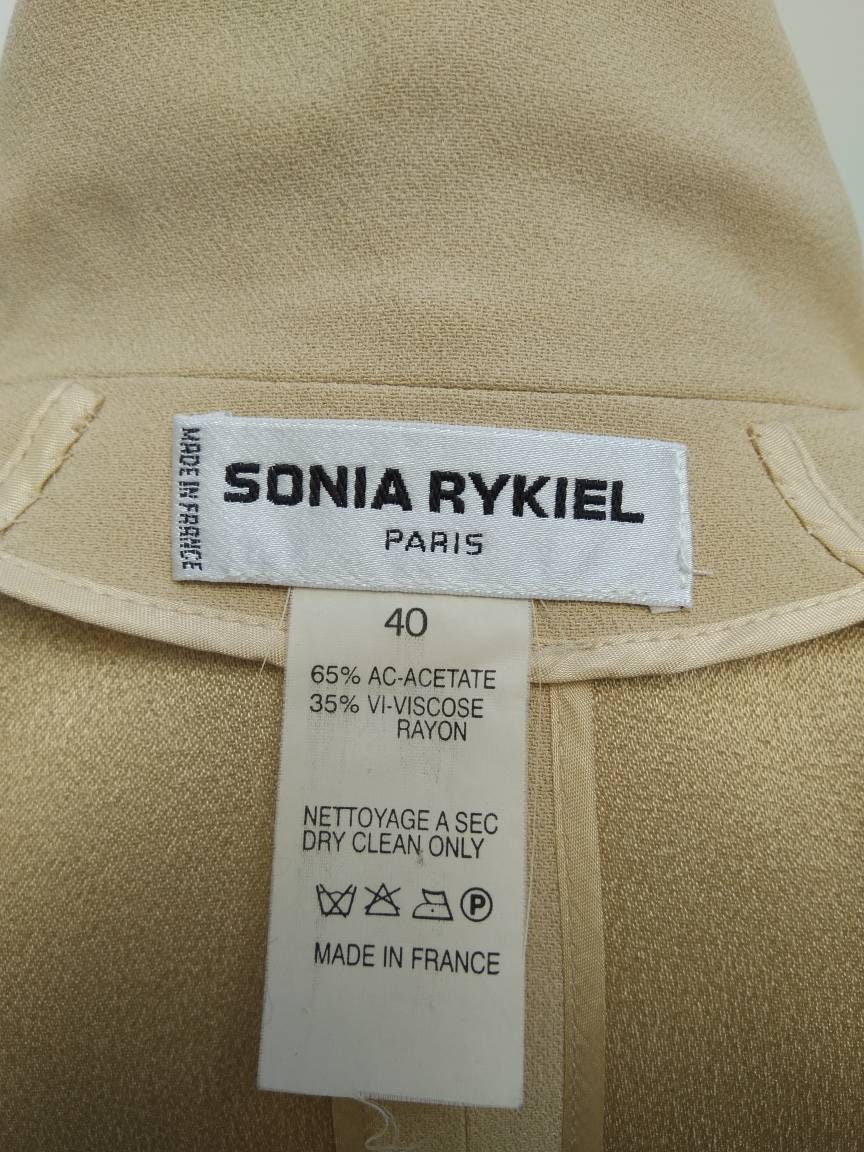 MADE IN FRANCE
SONIA RYKIEL
PARIS
40
65% AC-ACETATE
35% VI-VISCOSE
RAYON
NETTOYAGE A SEC
DRY CLEAN ONLY
P
MADE IN FRANCE